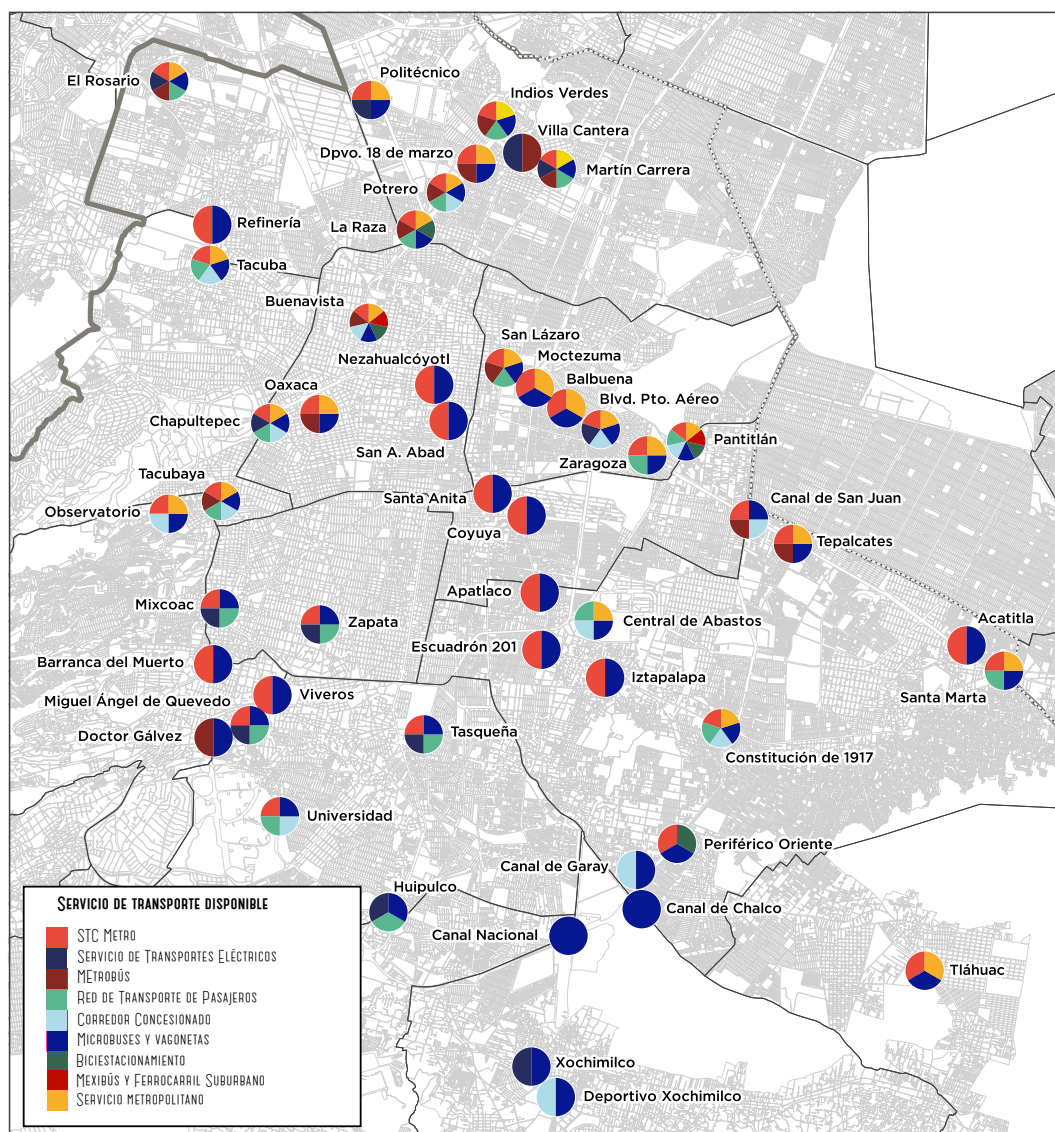 El Rosario
Politécnico
Indios Verdes
Villa Cantera
Dpvo. 18 de marzo
Martín Carrera
Potrero
Refinería
La Raza
Tacuba
Buenavista
San Lázaro
Nezahualcóyotl
Moctezuma
Balbuena
Oaxaca
Blvd. Pto. Aéreo
Chapultepec
Pantitlán
San A. Abad
Zaragoza
Tacubaya
Santa Anita
Canal de San Juan
Observatorio
Coyuya
Tepalcates
Apatlaco
Mixcoac
Zapata
Central de Abastos
Acatitla
Escuadrón 201
Barranca del Muerto
Iztapalapa
Viveros
Santa Marta
Miguel Ángel de Quevedo
Doctor Gálvez
Tasqueña
Constitución de 1917
Universidad
Periférico Oriente
Canal de Garay
Huipulco
Canal de Chalco
Canal Nacional
Tláhuac
Xochimilco
Deportivo Xochimilco
Servicio de transporte disponible
STC Metro
Servicio de Transportes Eléctricos
Metrobús
Red de Transporte de Pasajeros
Corredor Concesionado
Microbuses y vagonetas
Biciestacionamiento
Mexibús y Ferrocarril Suburbano
Servicio metropolitano